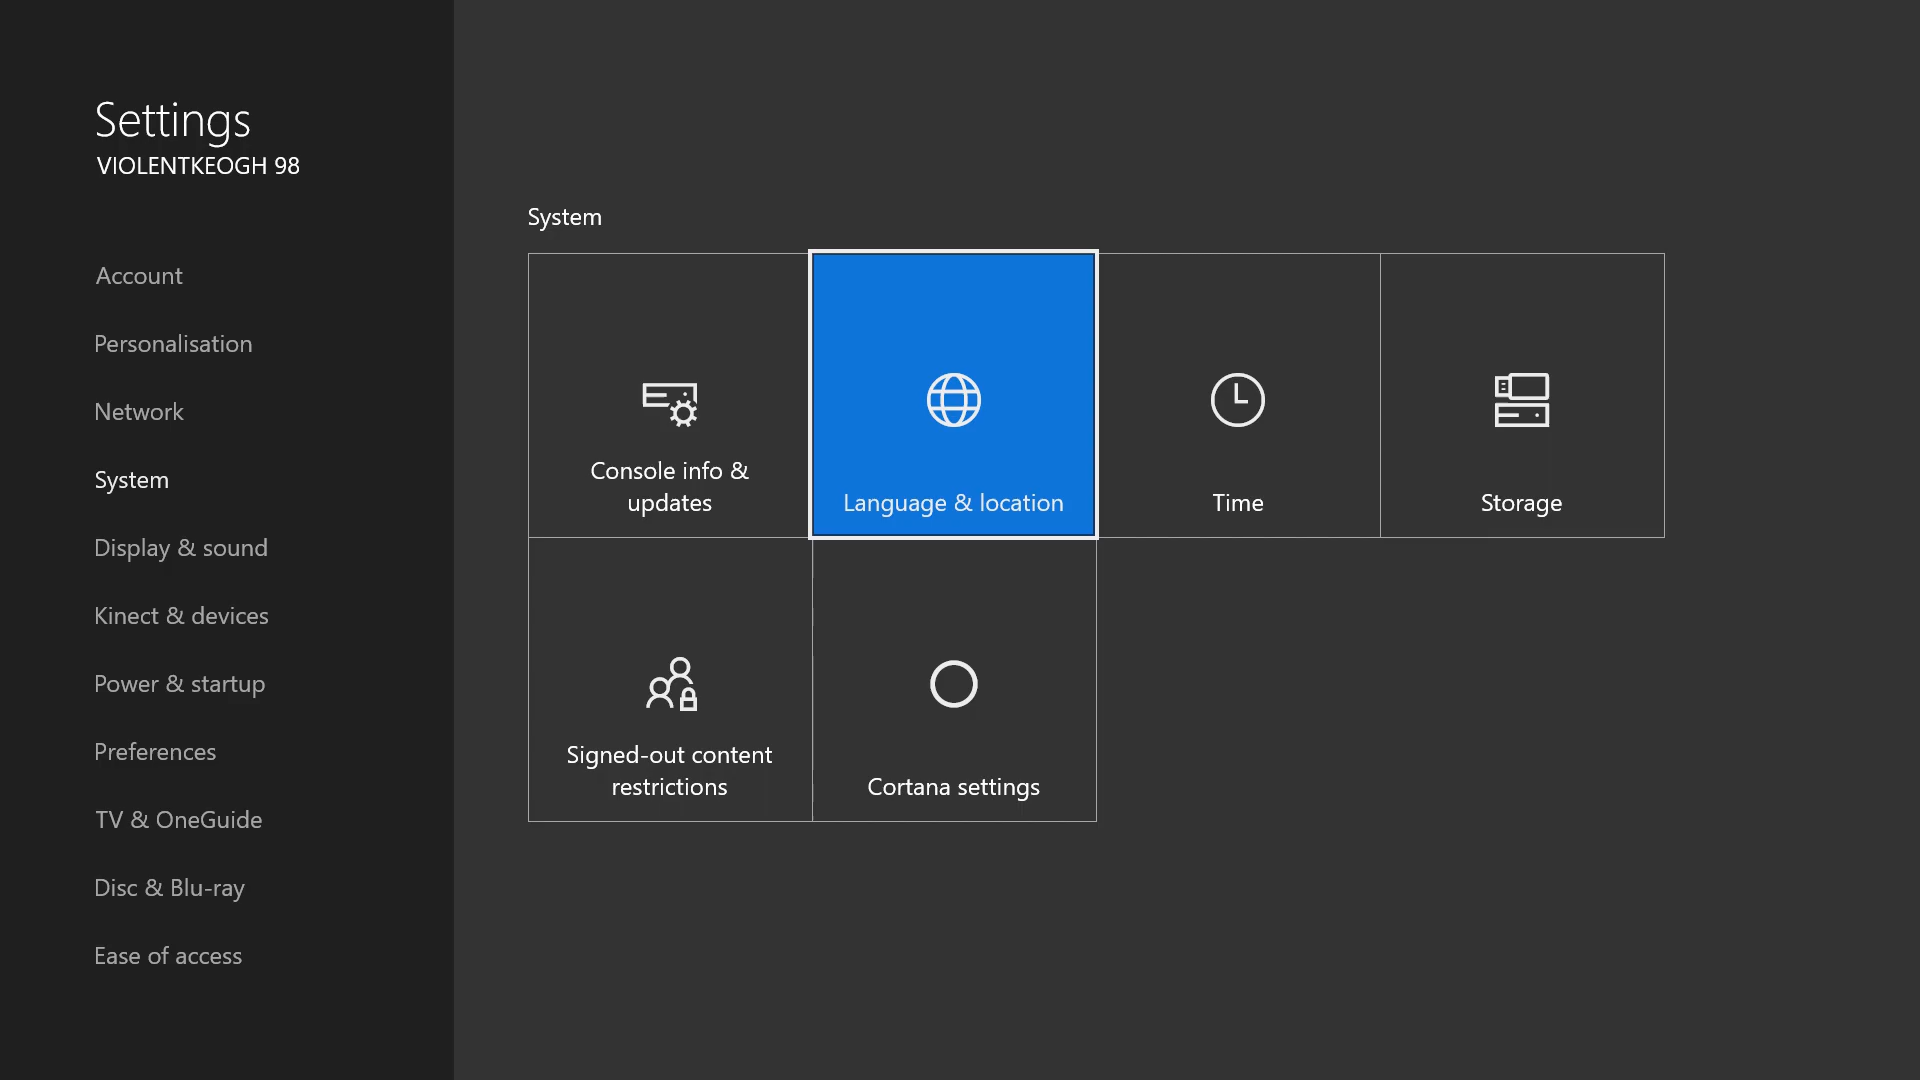 Settings
VIOLENTKEOGH 98
Account
Personalisation
Network
System
Display & sound
Kinect & devices
Power & startup
Preferences
TV & OneGuide
Disc & Blu-ray
Ease of access
System
Console info &
updates
Language & location
Time
Storage
Signed-out content
restrictions
Cortana settings